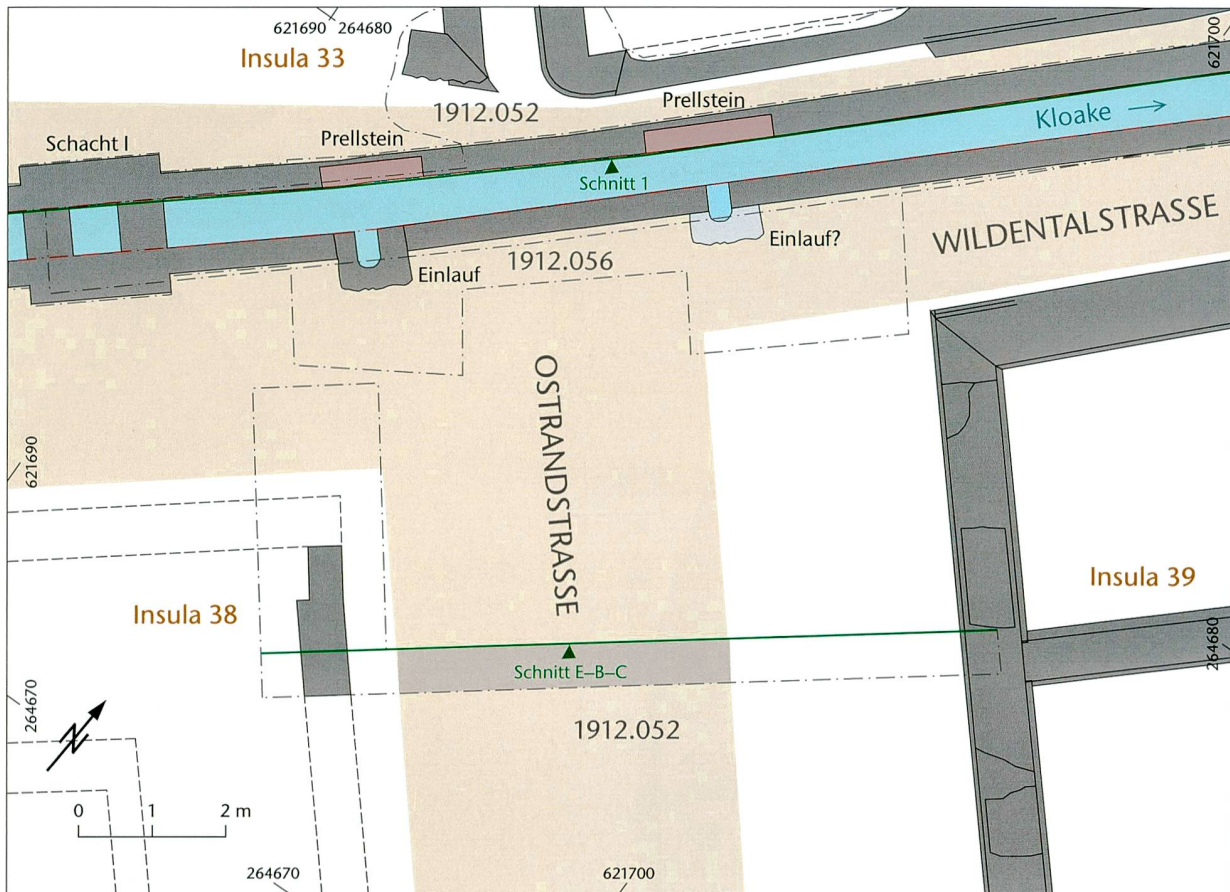 621690 264680
Insula 33
621700
1912.052
Prellstein
Kloake →
Schacht I
Prellstein
Schnitt 1
WILDENTALSTRASSE
Einlauf?
1912.056
Einlauf
OSTRANDSTRASSE
621690
Insula 39
Insula 38
264680
Schnitt E–B–C
264670
1912.052
N
0 1 2 m
264670
621700